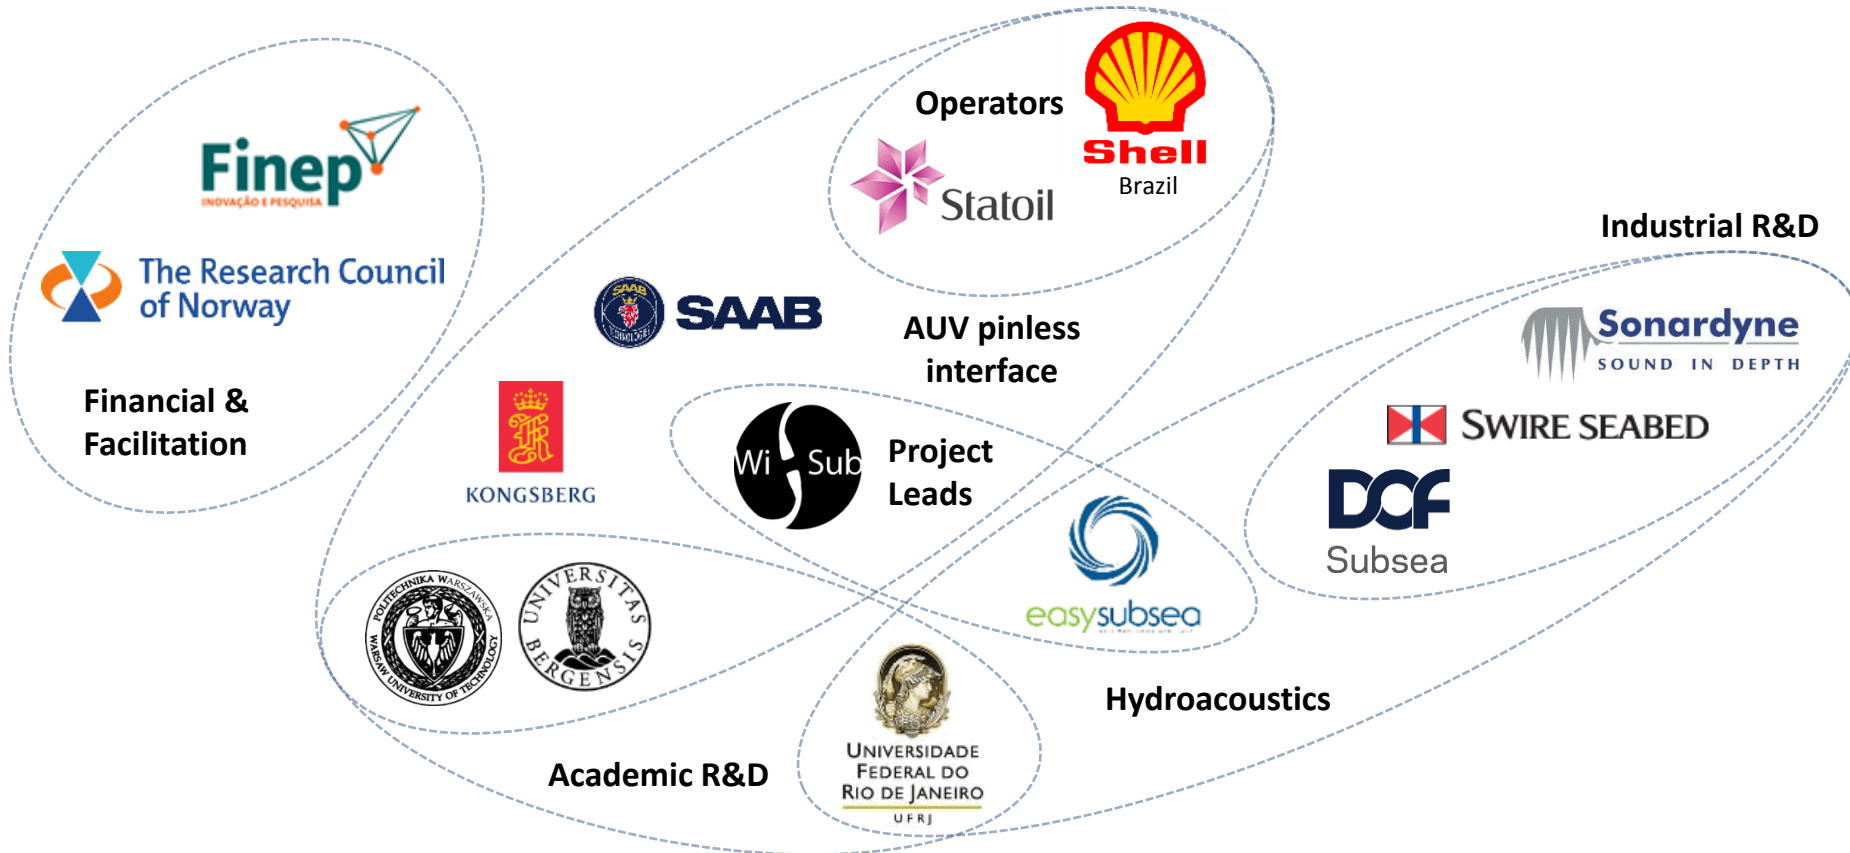 Finep
INOVAÇÃO E PESQUISA
The Research Council
of Norway
Financial &
Facilitation
Operators
Shell
Brazil
Statoil
SAAB
SAAB
TECHNOLOGIES
AUV pinless
interface
KONGSBERG
Wi Sub
Project
Leads
easysubsea
Industrial R&D
Sonardyne
SOUND IN DEPTH
SWIRE SEABED
DOF
Subsea
POLITECHNIKA WARSZAWSKA
WARSAW UNIVERSITY OF TECHNOLOGY
UNIVERSITAS
BERGENSIS
Academic R&D
UNIVERSIDADE
FEDERAL DO
RIO DE JANEIRO
UFRJ
Hydroacoustics